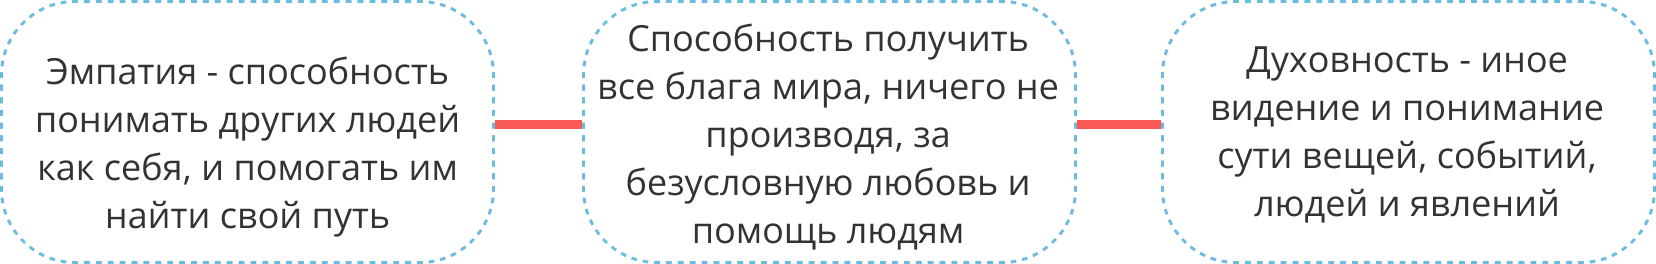 Эмпатия - способность
понимать других людей
как себя, и помогать им
найти свой путь
Способность получить
все блага мира, ничего не
производя, за
безусловную любовь и
помощь людям
Духовность - иное
видение и понимание
сути вещей, событий,
людей и явлений